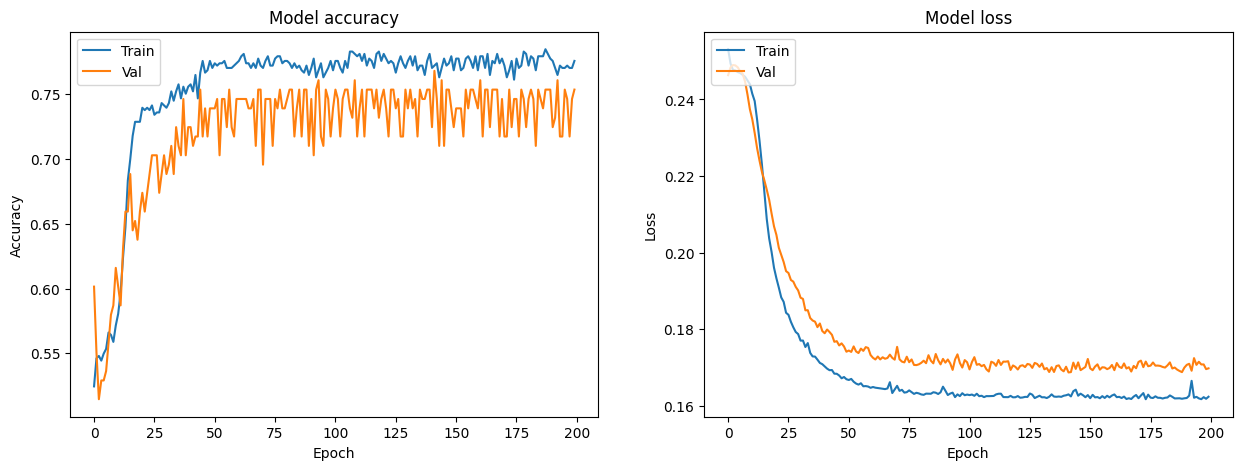 Model accuracy
Train
Val
0.75
0.70
0.65
0.60
0.55
Accuracy
0 25 50 75 100 125 150 175 200
Epoch
Model loss
Train
Val
0.24
0.22
0.20
0.18
0.16
Loss
0 25 50 75 100 125 150 175 200
Epoch